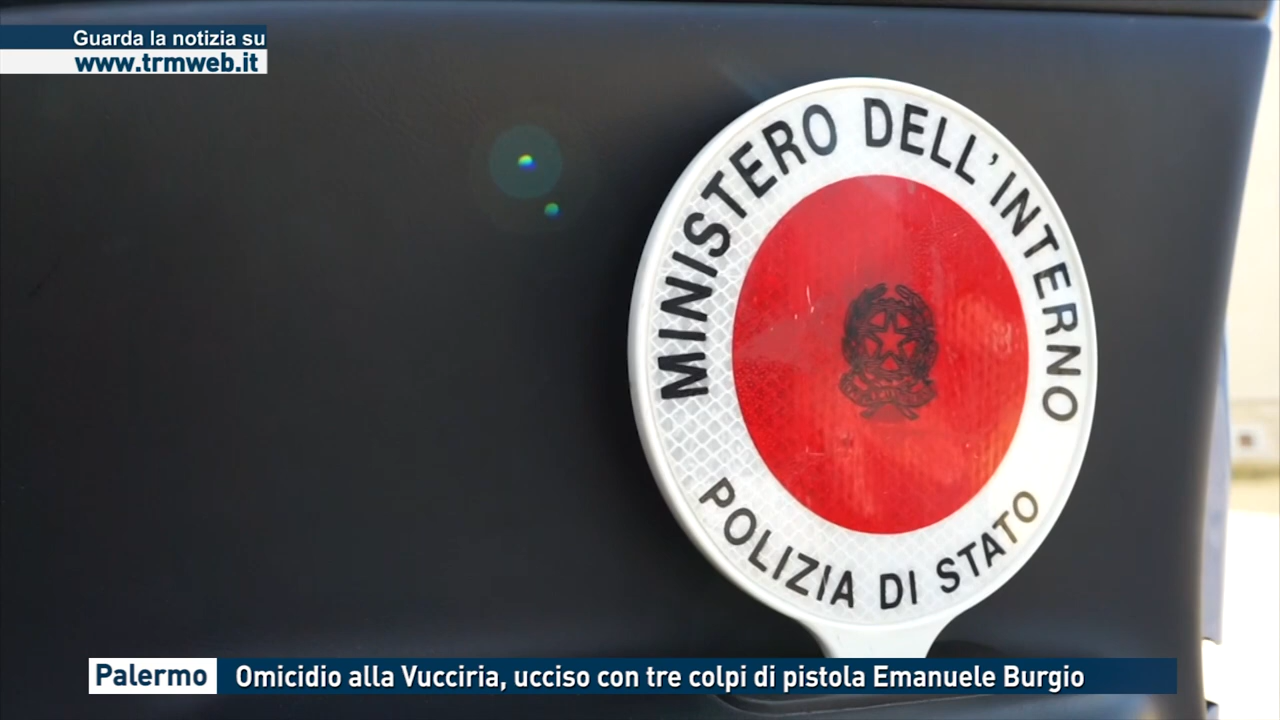 Guarda la notizia su
www.trmweb.it
MINISTERO DELL'INTERNO
POLIZIA DI STATO
Palermo
Omicidio alla Vucciria, ucciso con tre colpi di pistola Emanuele Burgio